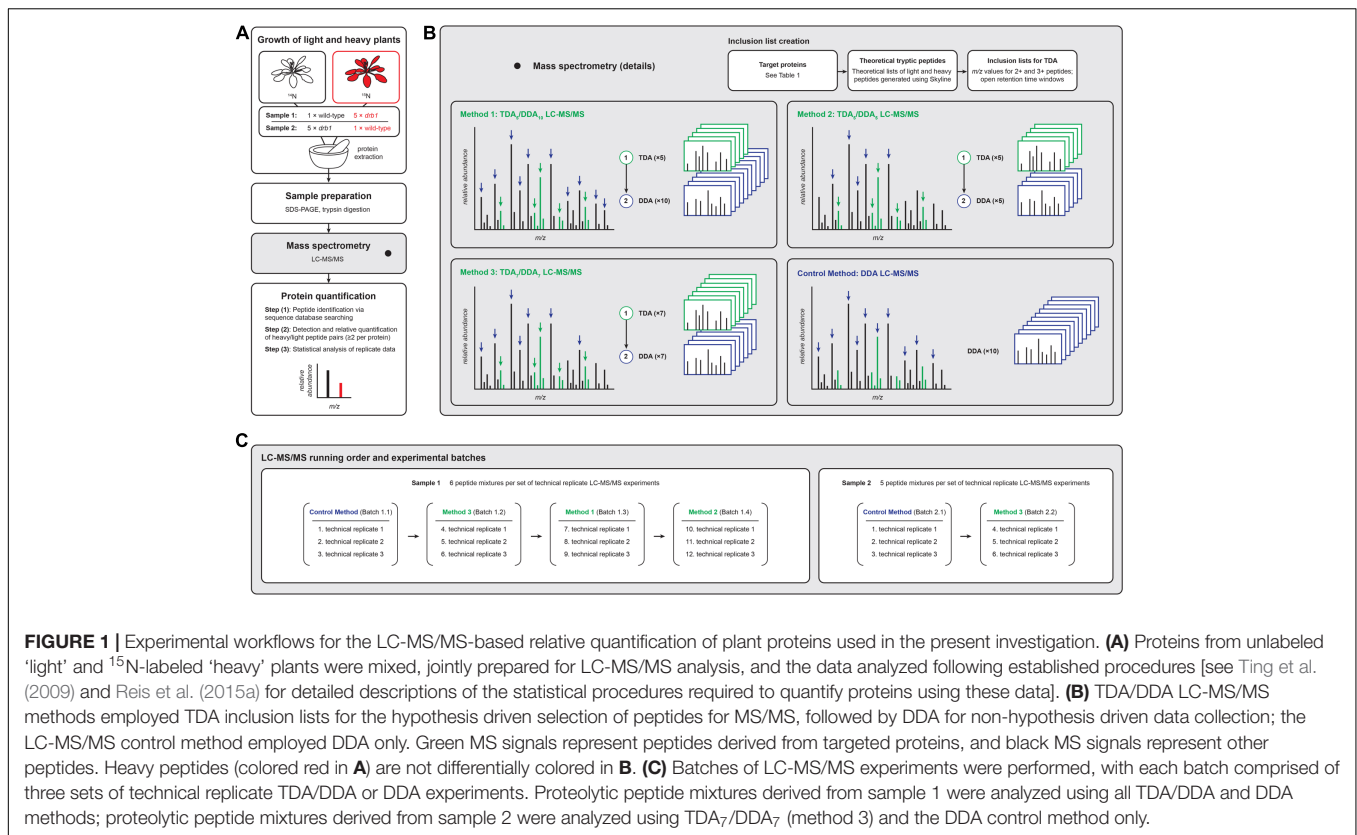 A
Growth of light and heavy plants
¹⁴N
¹⁵N
Sample 1: 1 × wild-type 5 × drb1
Sample 2: 5 × drb1 1 × wild-type
protein
extraction
Sample preparation
SDS-PAGE, trypsin digestion
Mass spectrometry
LC-MS/MS
Protein quantification
Step (1): Peptide identification via
sequence database searching
Step (2): Detection and relative quantification
of heavy/light peptide pairs (≥2 per protein)
Step (3): Statistical analysis of replicate data
relative
abundance
m/z
B
Mass spectrometry (details)
Inclusion list creation
Target proteins
See Table 1
Theoretical tryptic peptides
Theoretical lists of light and heavy
peptides generated using Skyline
Inclusion lists for TDA
m/z values for 2+ and 3+ peptides;
open retention time windows
Method 1: TDA₅/DDA₁₀ LC-MS/MS
relative abundance
m/z
1 TDA (×5)
2 DDA (×10)
Method 2: TDA₅/DDA₅ LC-MS/MS
relative abundance
m/z
1 TDA (×5)
2 DDA (×5)
Method 3: TDA₇/DDA₇ LC-MS/MS
relative abundance
m/z
1 TDA (×7)
2 DDA (×7)
Control Method: DDA LC-MS/MS
relative abundance
m/z
DDA (×10)
C
LC-MS/MS running order and experimental batches
Sample 1 6 peptide mixtures per set of technical replicate LC-MS/MS experiments
Control Method (Batch 1.1)
1. technical replicate 1
2. technical replicate 2
3. technical replicate 3
Method 3 (Batch 1.2)
4. technical replicate 1
5. technical replicate 2
6. technical replicate 3
Method 1 (Batch 1.3)
7. technical replicate 1
8. technical replicate 2
9. technical replicate 3
Method 2 (Batch 1.4)
10. technical replicate 1
11. technical replicate 2
12. technical replicate 3
Sample 2 5 peptide mixtures per set of technical replicate LC-MS/MS experiments
Control Method (Batch 2.1)
1. technical replicate 1
2. technical replicate 2
3. technical replicate 3
Method 3 (Batch 2.2)
4. technical replicate 1
5. technical replicate 2
6. technical replicate 3
FIGURE 1 | Experimental workflows for the LC-MS/MS-based relative quantification of plant proteins used in the present investigation. (A) Proteins from unlabeled
‘light’ and ¹⁵N-labeled ‘heavy’ plants were mixed, jointly prepared for LC-MS/MS analysis, and the data analyzed following established procedures [see Ting et al.
(2009) and Reis et al. (2015a) for detailed descriptions of the statistical procedures required to quantify proteins using these data]. (B) TDA/DDA LC-MS/MS
methods employed TDA inclusion lists for the hypothesis driven selection of peptides for MS/MS, followed by DDA for non-hypothesis driven data collection; the
LC-MS/MS control method employed DDA only. Green MS signals represent peptides derived from targeted proteins, and black MS signals represent other
peptides. Heavy peptides (colored red in A) are not differentially colored in B. (C) Batches of LC-MS/MS experiments were performed, with each batch comprised of
three sets of technical replicate TDA/DDA or DDA experiments. Proteolytic peptide mixtures derived from sample 1 were analyzed using all TDA/DDA and DDA
methods; proteolytic peptide mixtures derived from sample 2 were analyzed using TDA₇/DDA₇ (method 3) and the DDA control method only.